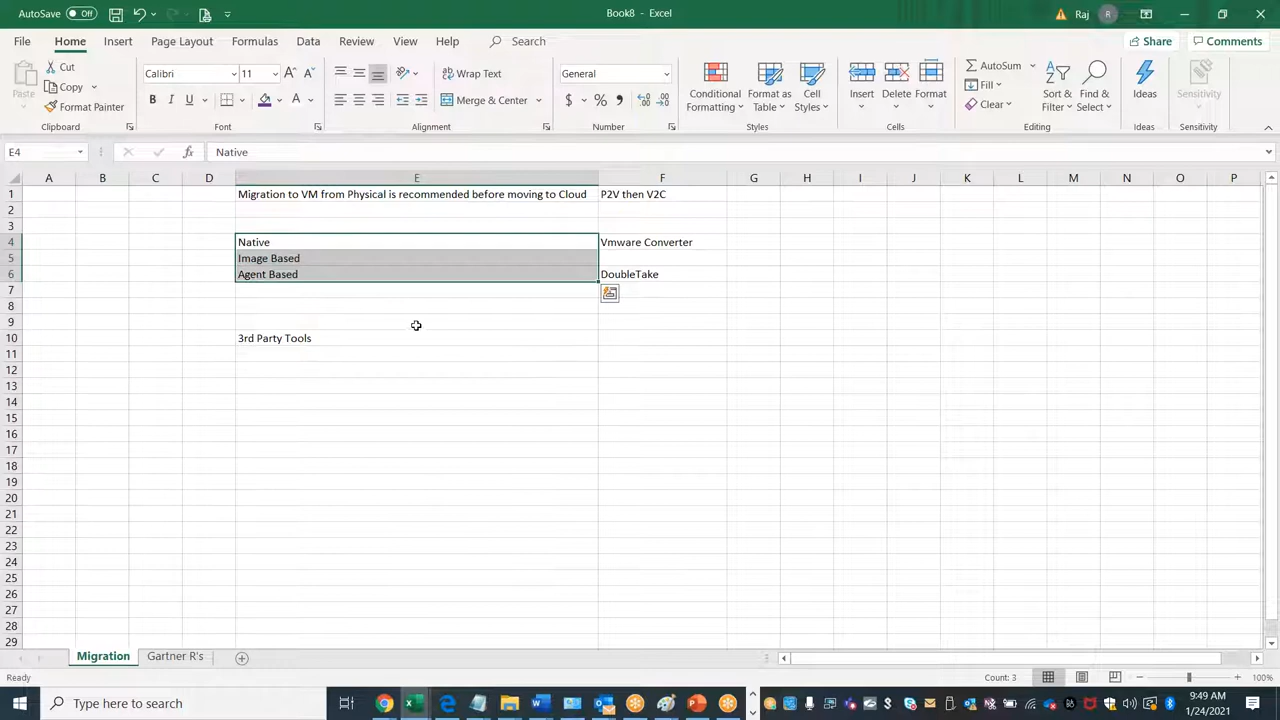 AutoSave Off
Book8 - Excel
Raj R
File Home Insert Page Layout Formulas Data Review View Help Search
Share Comments
Paste
Cut
Copy
Format Painter
Clipboard
Calibri 11
B I U
Font
Wrap Text
Merge & Center
Alignment
General
$ % ,
Number
Conditional Formatting
Format as Table
Cell Styles
Styles
Insert Delete Format
Cells
AutoSum
Fill
Clear
Sort & Filter
Find & Select
Editing
Ideas
Ideas
Sensitivity
Sensitivity
E4 fx Native
A B C D E F G H I J K L M N O P
1 Migration to VM from Physical is recommended before moving to Cloud P2V then V2C
2
3
4 Native Vmware Converter
5 Image Based
6 Agent Based DoubleTake
7
8
9
10 3rd Party Tools
11
12
13
14
15
16
17
18
19
20
21
22
23
24
25
26
27
28
29
Migration Gartner R's
Ready Count: 3 100%
Type here to search
9:49 AM
1/24/2021